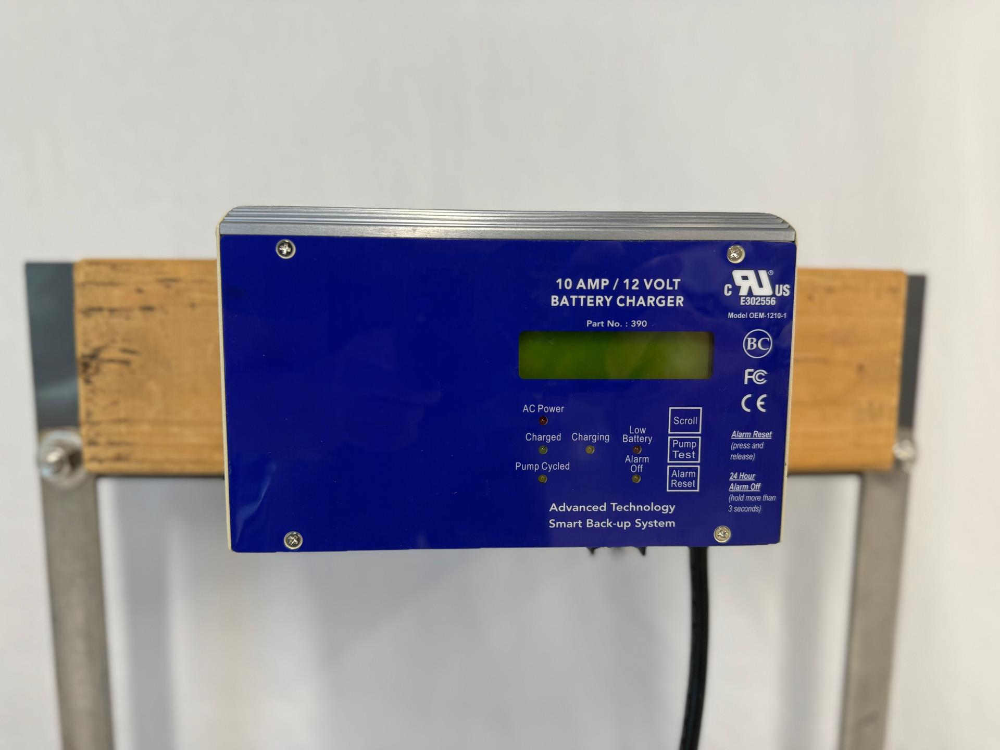 10 AMP / 12 VOLT
BATTERY CHARGER
Part No. : 390
C RU® US
E302556
Model OEM-1210-1
BC
FC
CE
AC Power
Charged
Charging
Low
Battery
Pump Cycled
Alarm
Off
Scroll
Pump
Test
Alarm
Reset
Alarm Reset
(press and
release)
24 Hour
Alarm Off
(hold more than
3 seconds)
Advanced Technology
Smart Back-up System